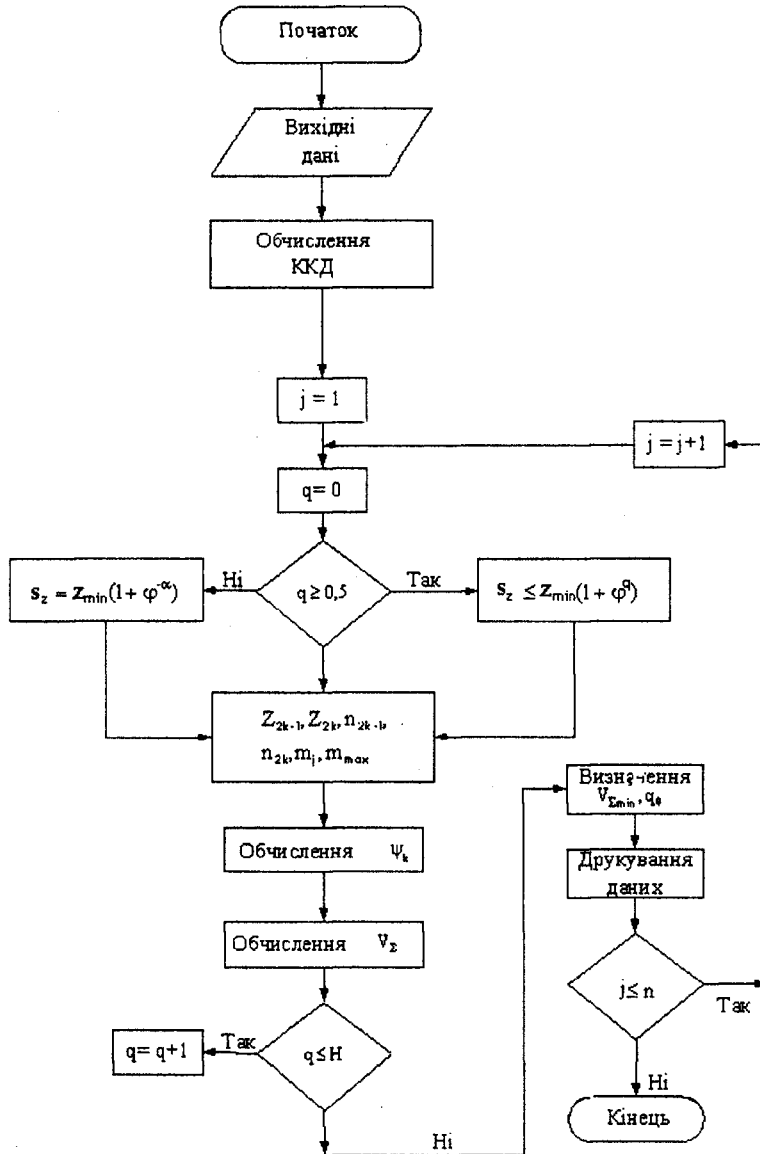 Початок
Вихідні
дані
Обчислення
ККД
j = 1
j = j+1
q= 0
s_z = z_min(1+ φ^-α)
Ні
q ≥ 0,5
Так
s_z ≤ z_min(1 + φ^q)
Z_2k-1, Z_2k, n_2k-1,
n_2k, m_j, m_max
Обчислення ψ_k
Обчислення V_Σ
q= q+1
Так
q ≤ H
Ні
Визначення
V_Σmin, q_φ
Друкування
даних
j ≤ n
Так
Ні
Кінець